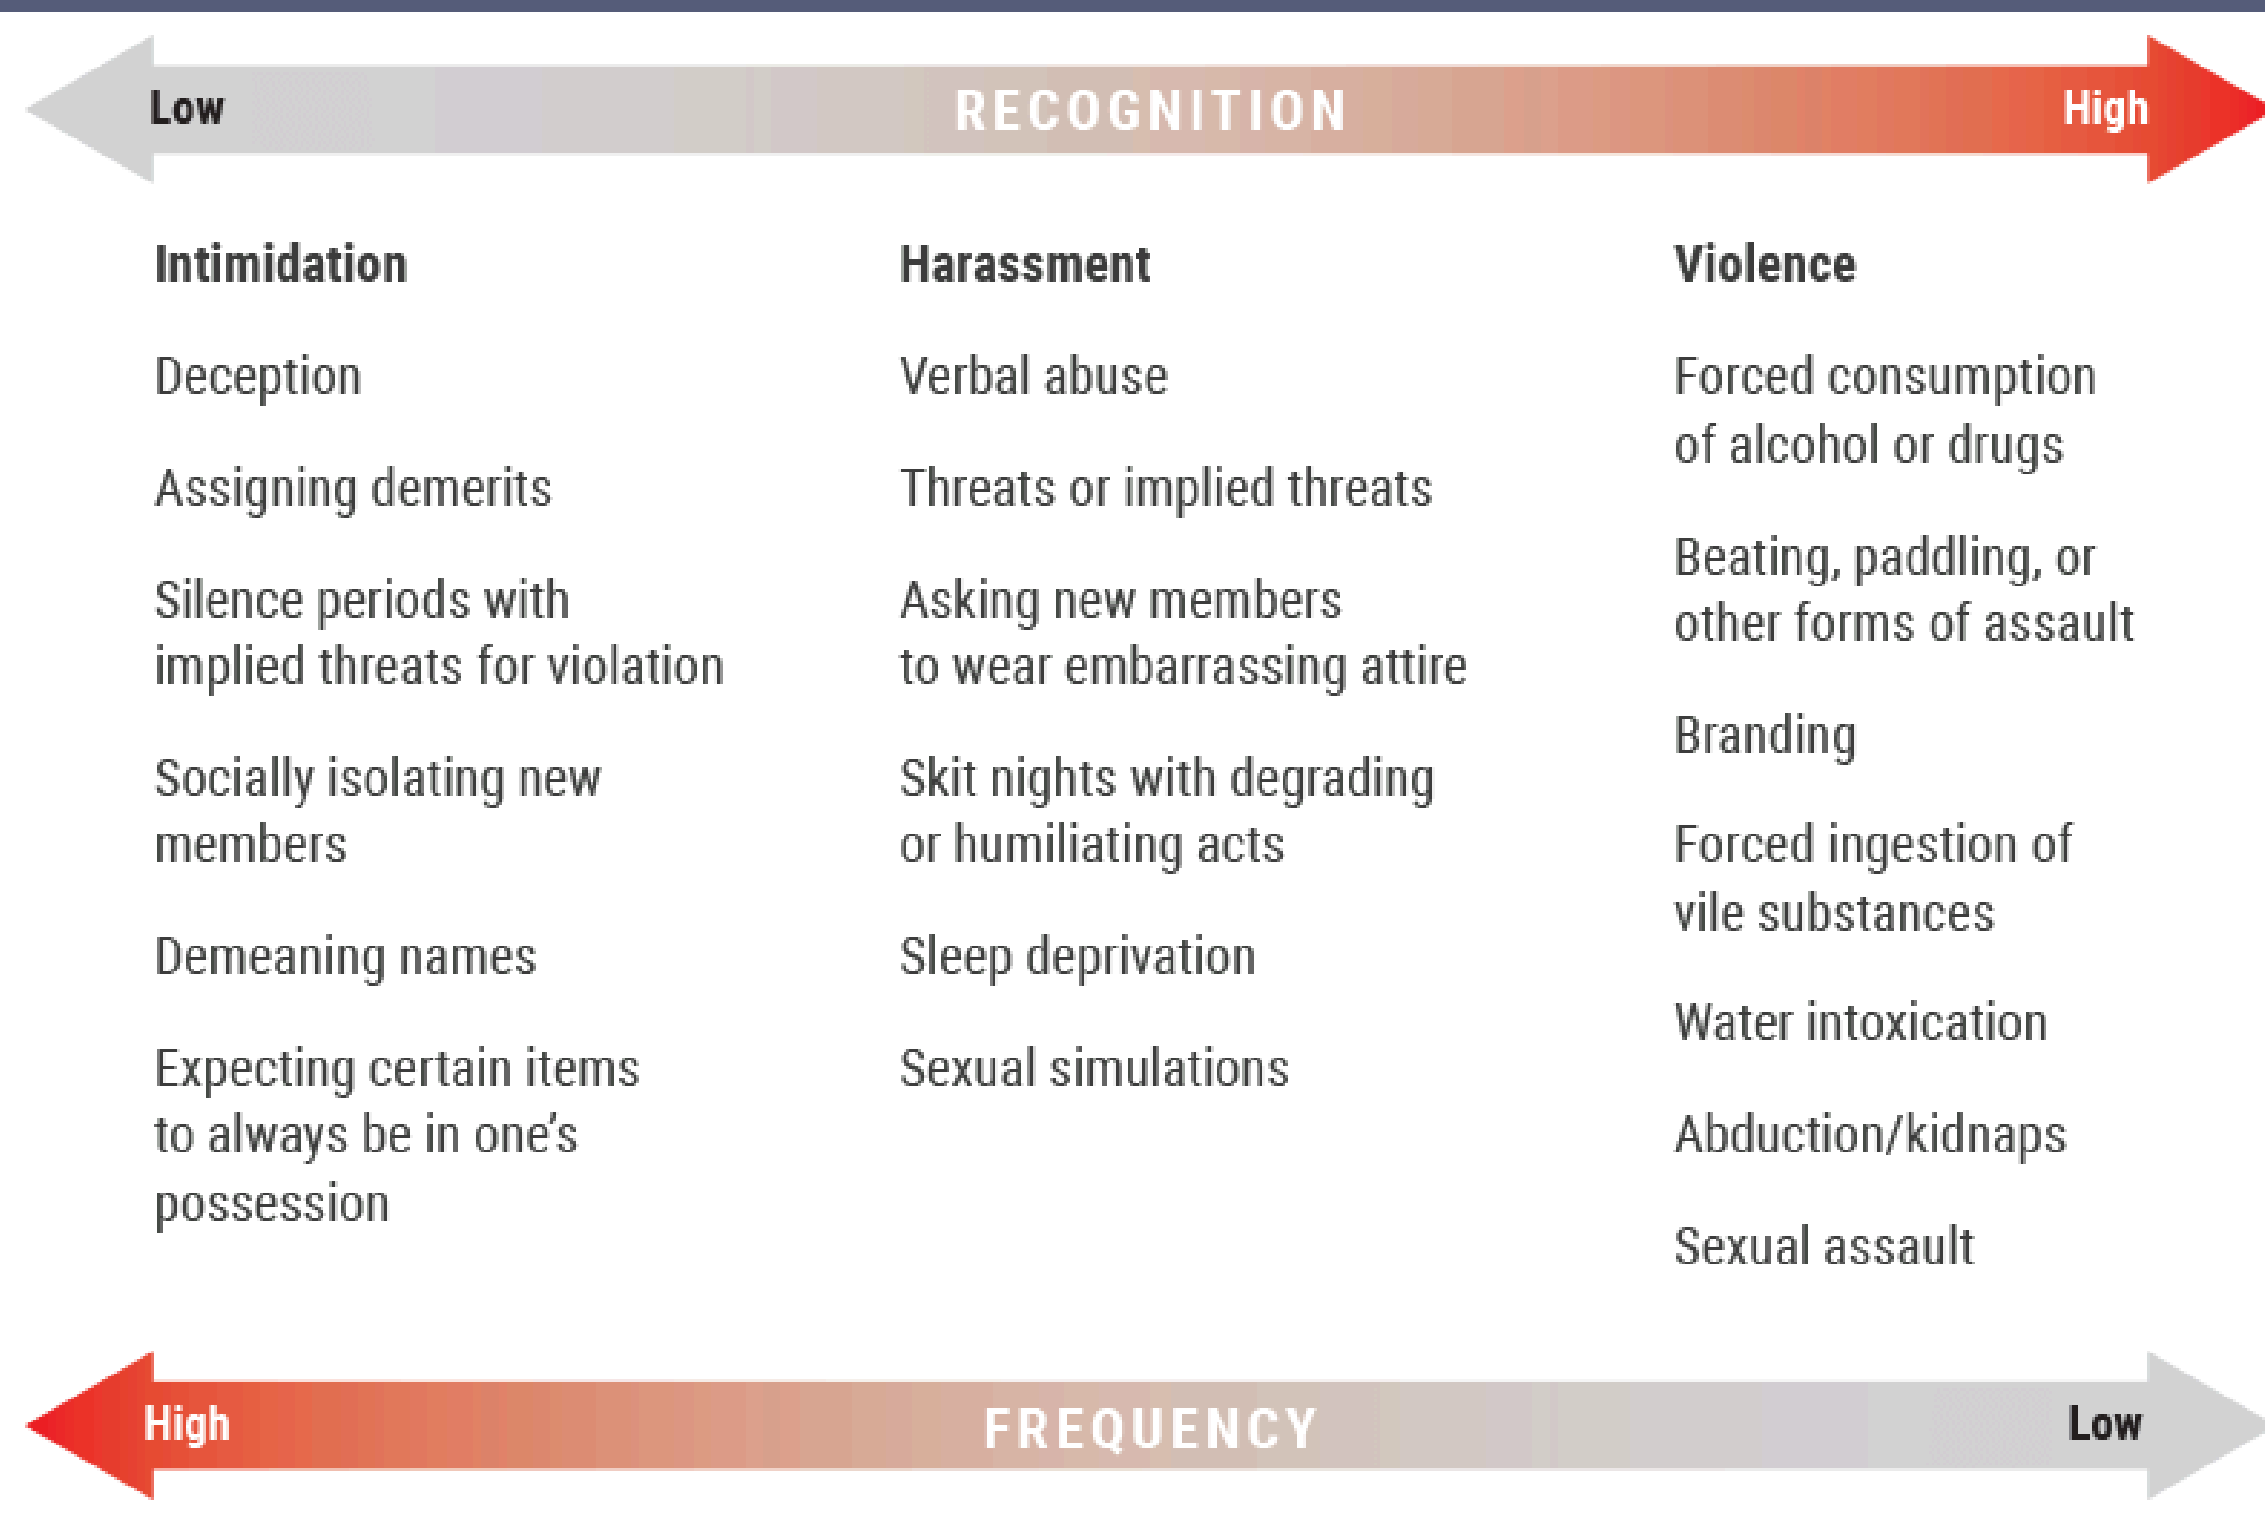 Low RECOGNITION High
Intimidation
Deception
Assigning demerits
Silence periods with
implied threats for violation
Socially isolating new
members
Demeaning names
Expecting certain items
to always be in one’s
possession
Harassment
Verbal abuse
Threats or implied threats
Asking new members
to wear embarrassing attire
Skit nights with degrading
or humiliating acts
Sleep deprivation
Sexual simulations
Violence
Forced consumption
of alcohol or drugs
Beating, paddling, or
other forms of assault
Branding
Forced ingestion of
vile substances
Water intoxication
Abduction/kidnaps
Sexual assault
High FREQUENCY Low